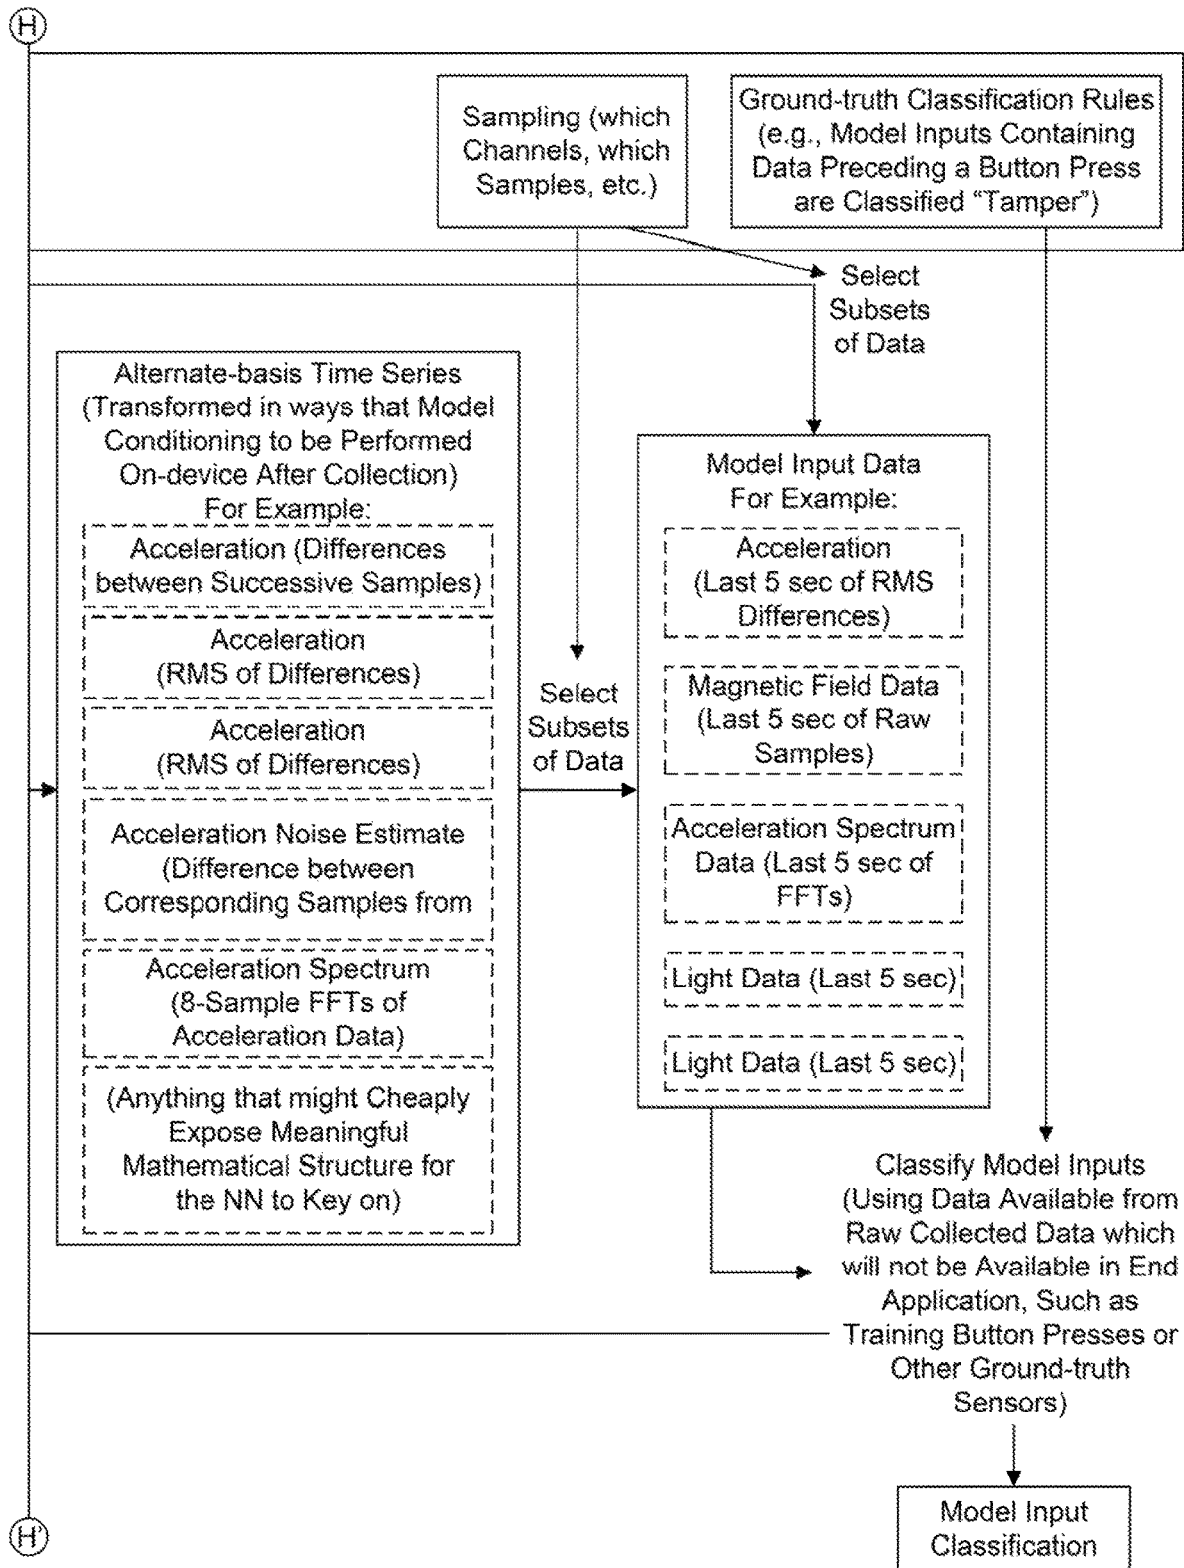 H
Sampling (which
Channels, which
Samples, etc.)
Ground-truth Classification Rules
(e.g., Model Inputs Containing
Data Preceding a Button Press
are Classified “Tamper”)
Select
Subsets
of Data
Alternate-basis Time Series
(Transformed in ways that Model
Conditioning to be Performed
On-device After Collection)
For Example:
Acceleration (Differences
between Successive Samples)
Acceleration
(RMS of Differences)
Acceleration
(RMS of Differences)
Acceleration Noise Estimate
(Difference between
Corresponding Samples from
Acceleration Spectrum
(8-Sample FFTs of
Acceleration Data)
(Anything that might Cheaply
Expose Meaningful
Mathematical Structure for
the NN to Key on)
Select
Subsets
of Data
Model Input Data
For Example:
Acceleration
(Last 5 sec of RMS
Differences)
Magnetic Field Data
(Last 5 sec of Raw
Samples)
Acceleration Spectrum
Data (Last 5 sec of
FFTs)
Light Data (Last 5 sec)
Light Data (Last 5 sec)
Classify Model Inputs
(Using Data Available from
Raw Collected Data which
will not be Available in End
Application, Such as
Training Button Presses or
Other Ground-truth
Sensors)
Model Input
Classification
H'